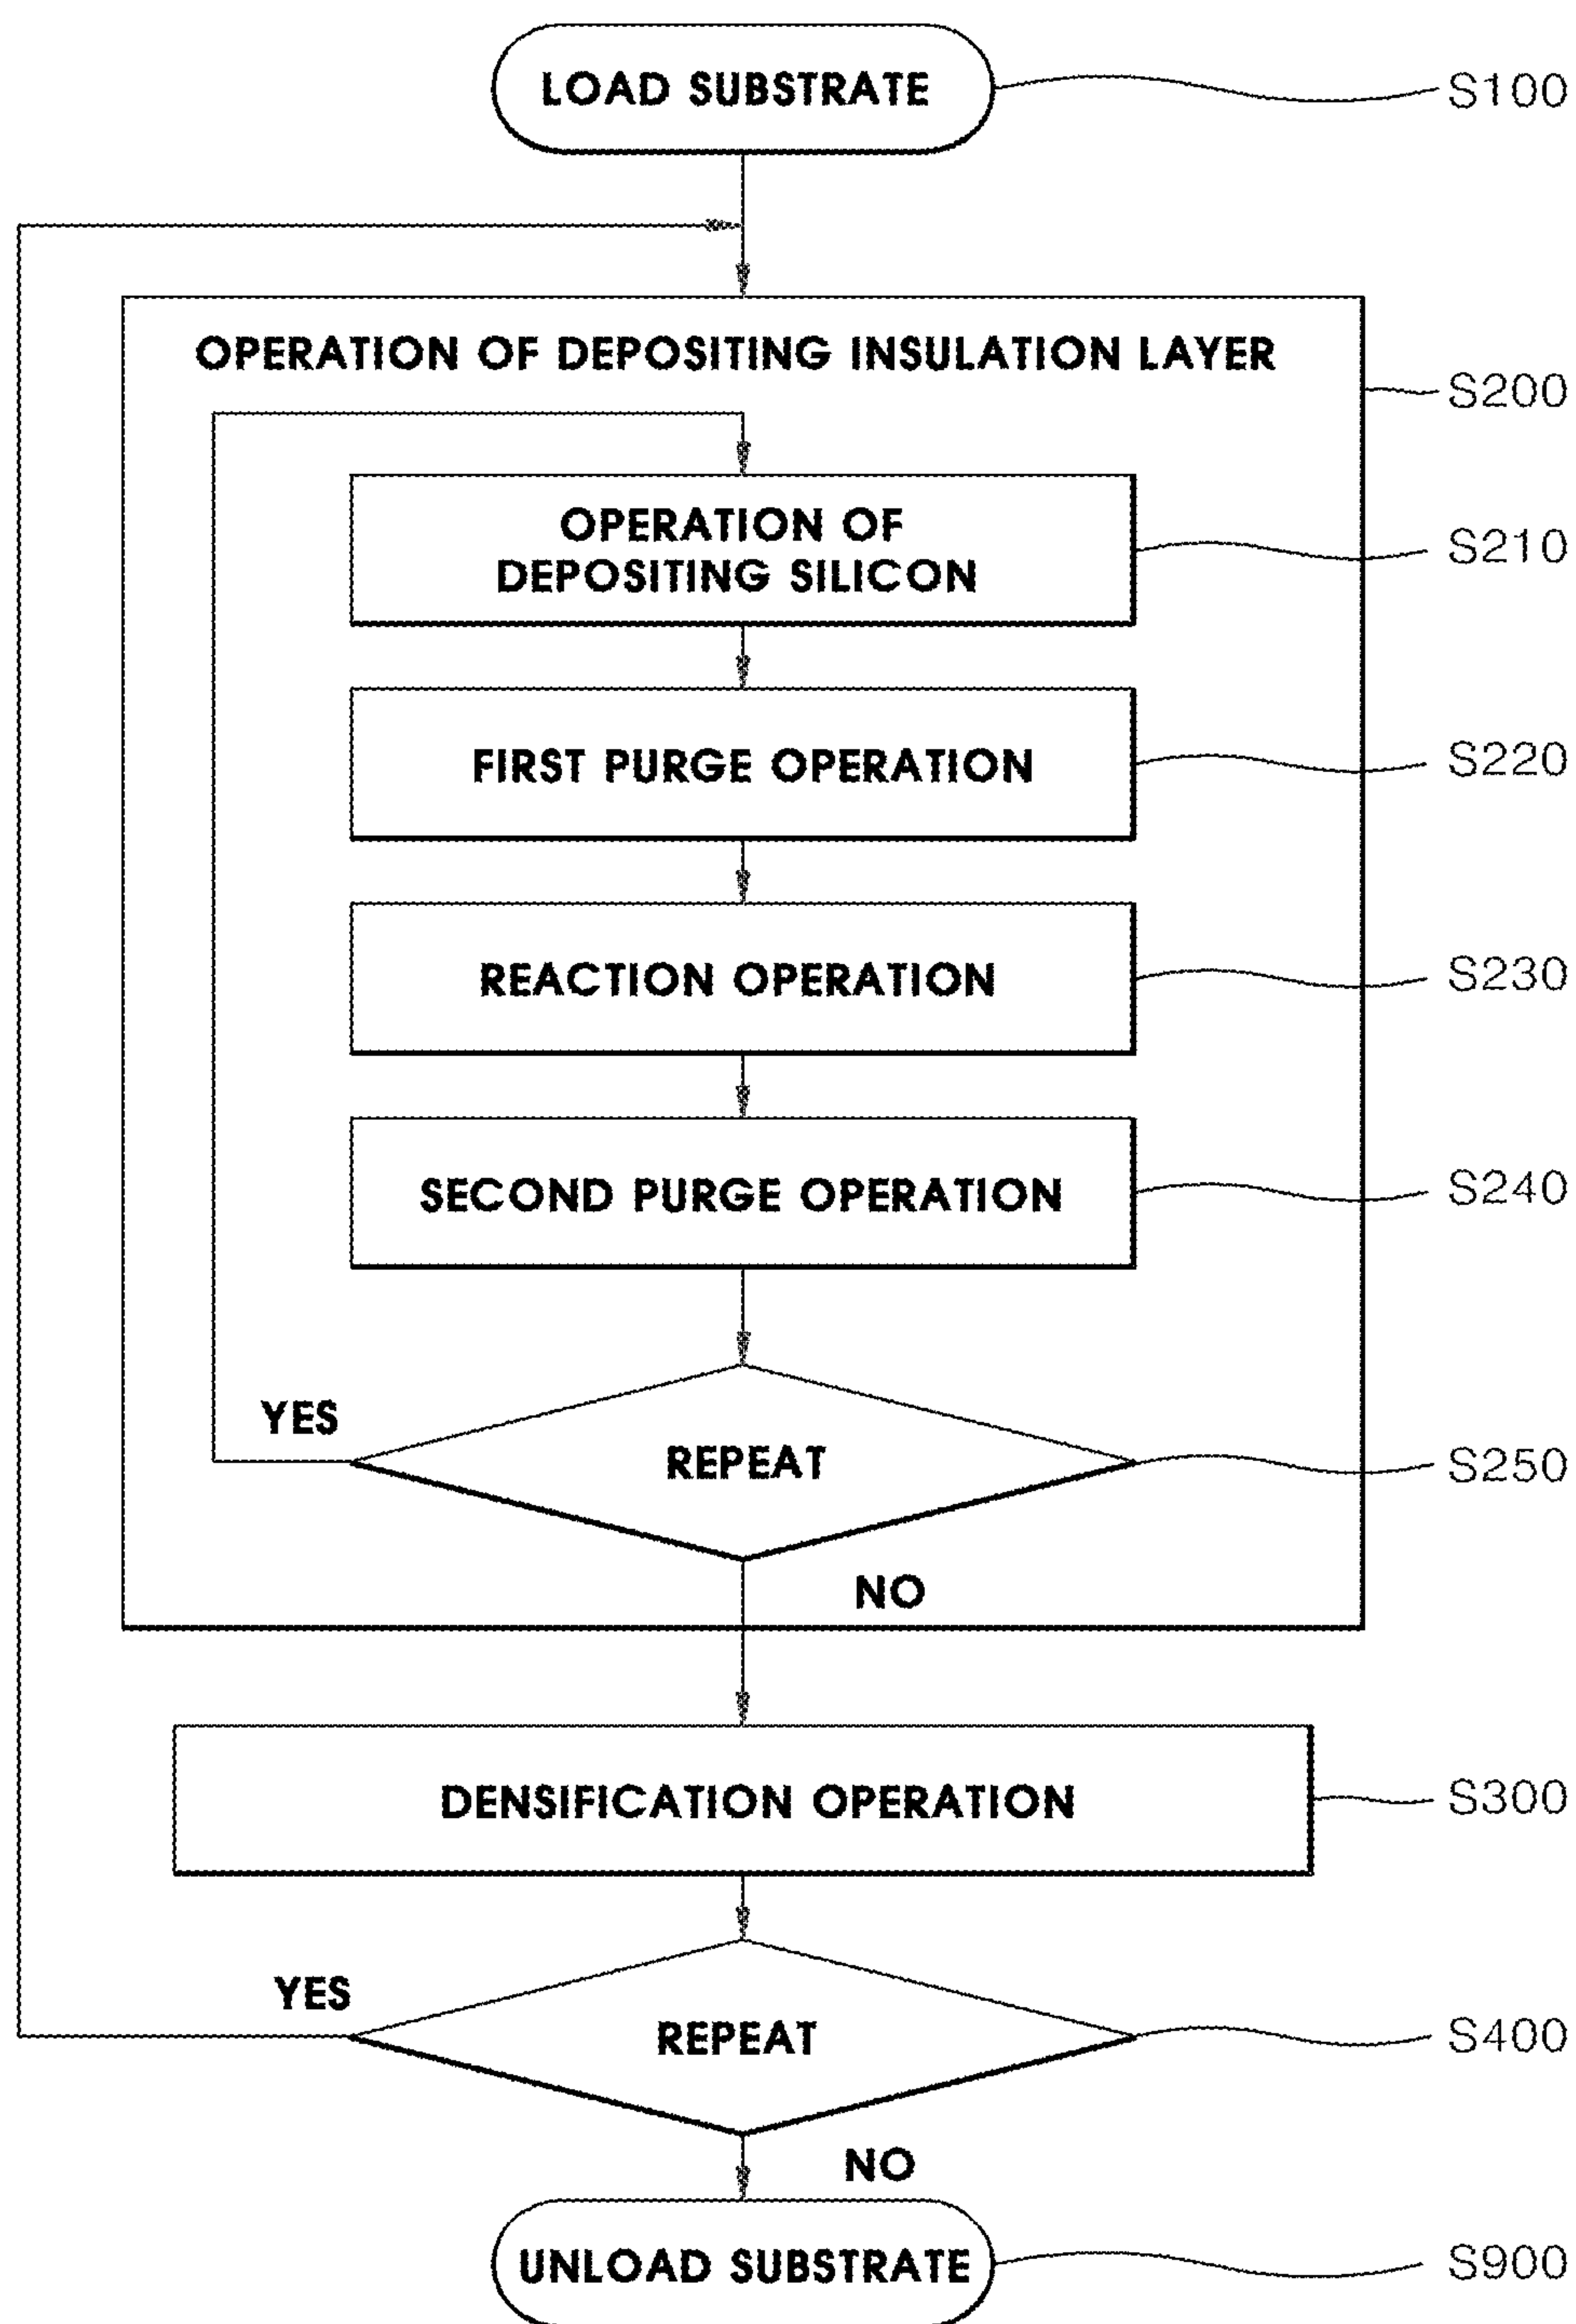 LOAD SUBSTRATE
S100
OPERATION OF DEPOSITING INSULATION LAYER
S200
OPERATION OF
DEPOSITING SILICON
S210
FIRST PURGE OPERATION
S220
REACTION OPERATION
S230
SECOND PURGE OPERATION
S240
YES
REPEAT
S250
NO
DENSIFICATION OPERATION
S300
YES
REPEAT
S400
NO
UNLOAD SUBSTRATE
S900